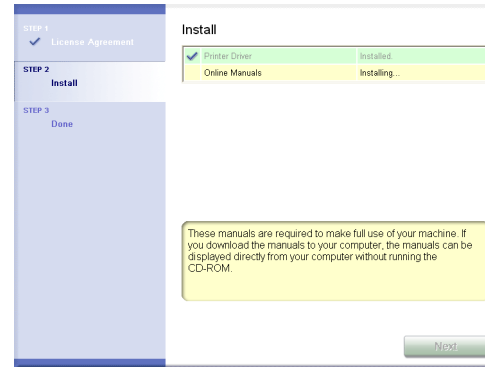 STEP 1
License Agreement
STEP 2
Install
STEP 3
Done
Install
Printer Driver Installed
Online Manuals Installing...
These manuals are required to make full use of your machine. If
you download the manuals to your computer, the manuals can be
displayed directly from your computer without running the
CD-ROM.
Next